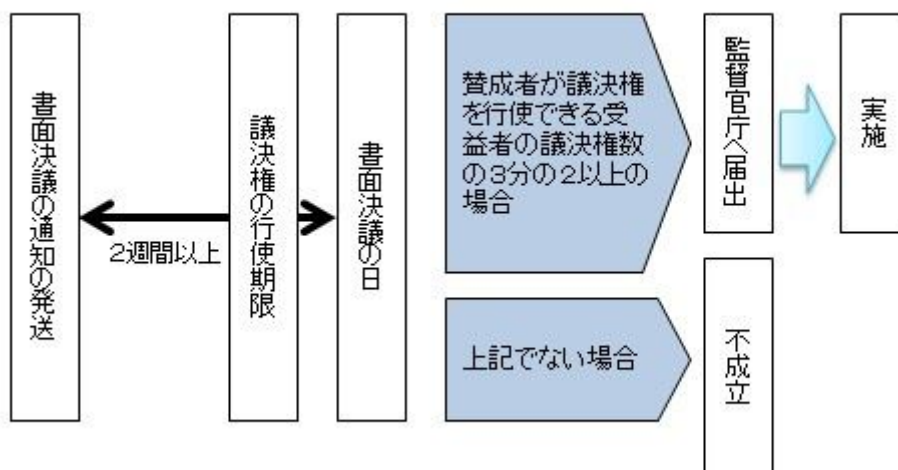 書面決議の通知の発送
2週間以上
議決権の行使期限
書面決議の日
賛成者が議決権
を行使できる受
益者の議決権数
の3分の2以上の
場合
監督官庁へ届出
実施
上記でない場合
不成立